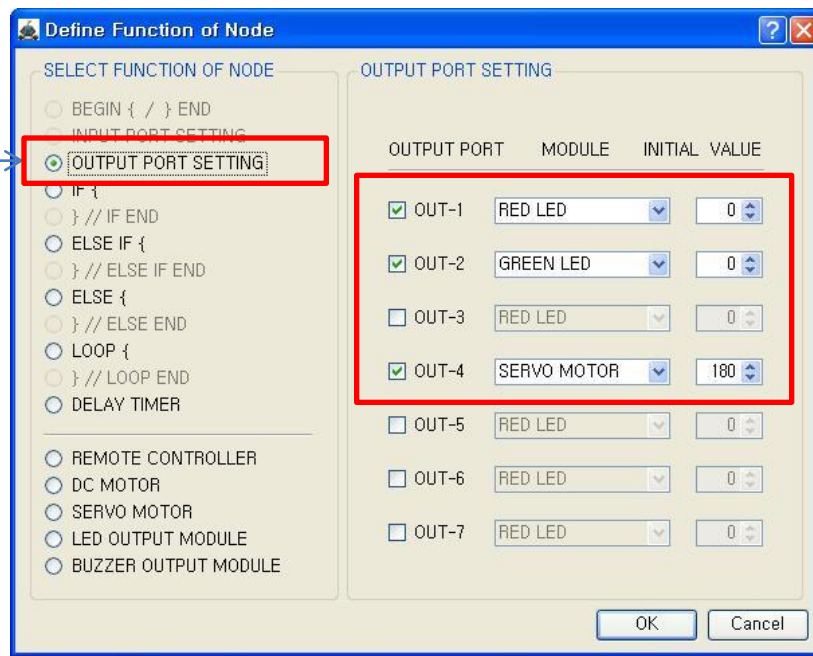 Define Function of Node
SELECT FUNCTION OF NODE
BEGIN { / } END
INPUT PORT SETTING
OUTPUT PORT SETTING
IF {
} // IF END
ELSE IF {
} // ELSE IF END
ELSE {
} // ELSE END
LOOP {
} // LOOP END
DELAY TIMER
REMOTE CONTROLLER
DC MOTOR
SERVO MOTOR
LED OUTPUT MODULE
BUZZER OUTPUT MODULE
OUTPUT PORT SETTING
OUTPUT PORT MODULE INITIAL VALUE
OUT-1 RED LED 0
OUT-2 GREEN LED 0
OUT-3 RED LED 0
OUT-4 SERVO MOTOR 180
OUT-5 RED LED 0
OUT-6 RED LED 0
OUT-7 RED LED 0
OK Cancel